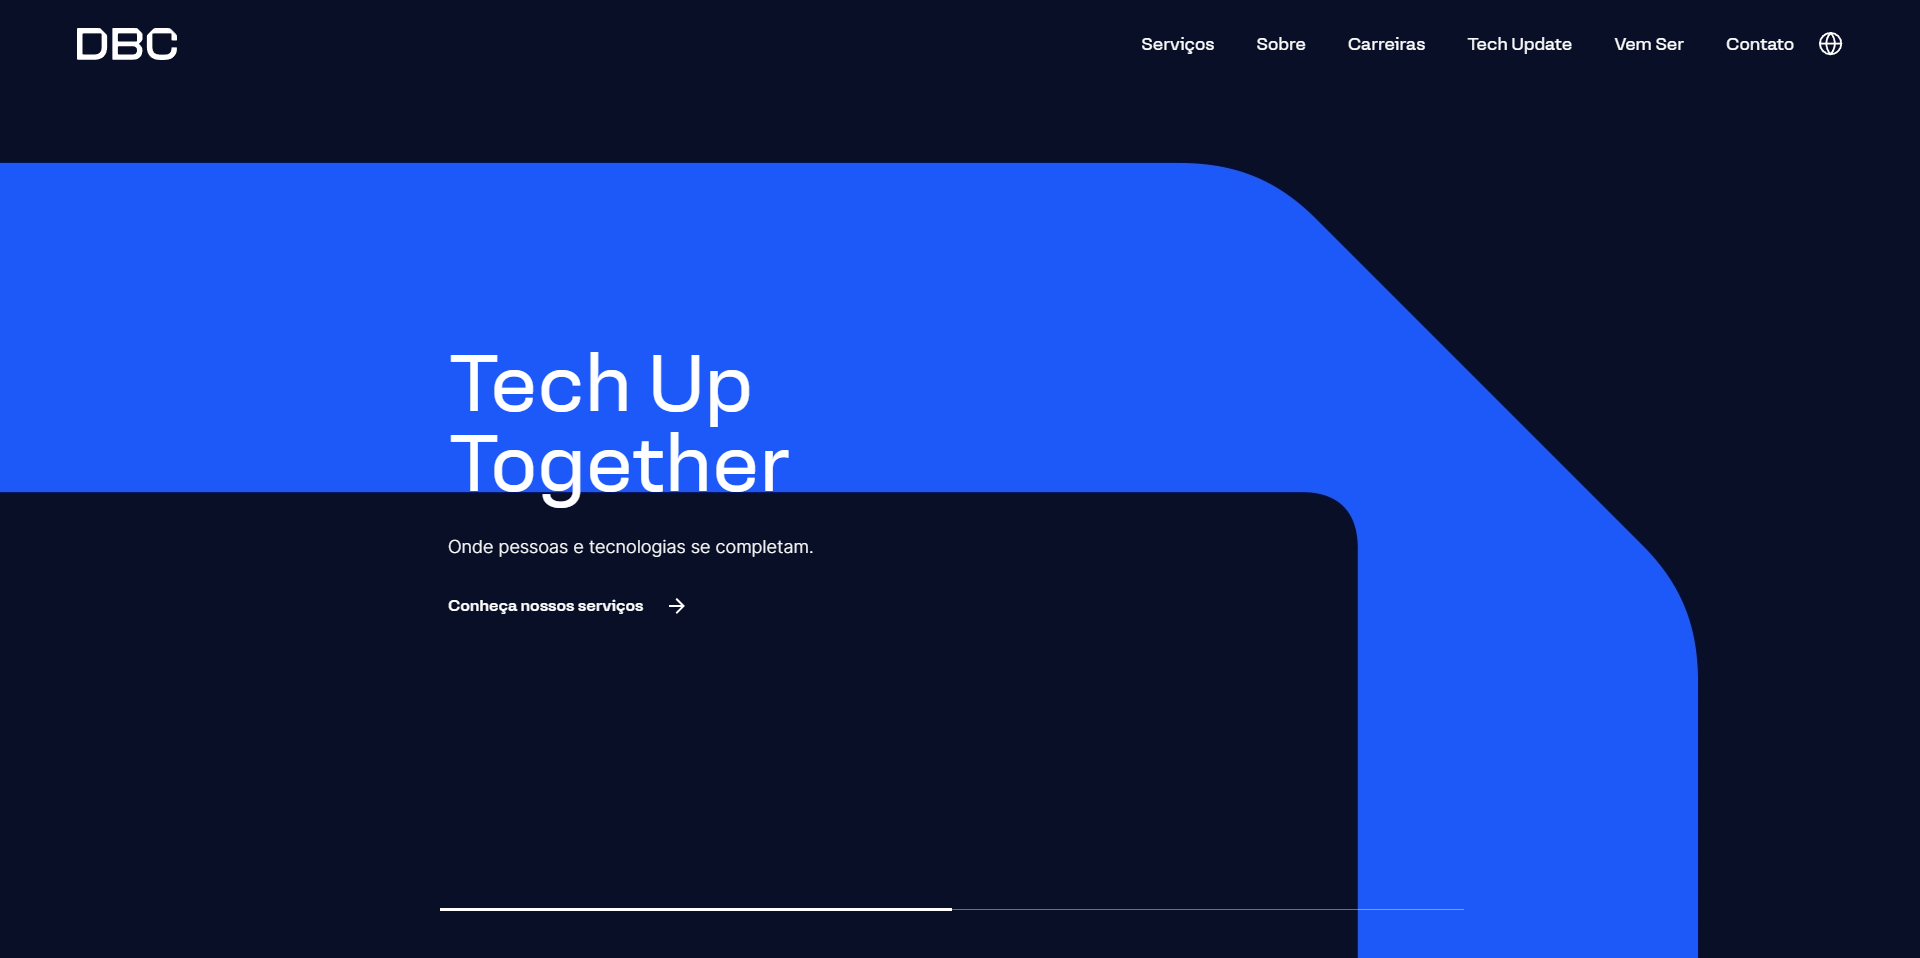 DBC
Serviços Sobre Carreiras Tech Update Vem Ser Contato
Tech Up
Together
Onde pessoas e tecnologias se completam.
Conheça nossos serviços